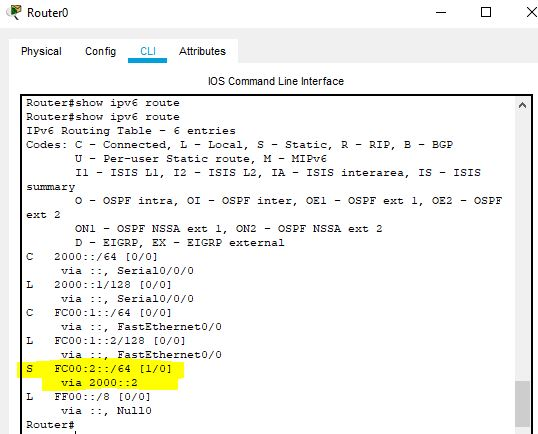 Router0
Physical Config CLI Attributes
IOS Command Line Interface
Router#show ipv6 route
Router#show ipv6 route
IPv6 Routing Table - 6 entries
Codes: C - Connected, L - Local, S - Static, R - RIP, B - BGP
U - Per-user Static route, M - MIPv6
I1 - ISIS L1, I2 - ISIS L2, IA - ISIS interarea, IS - ISIS
summary
O - OSPF intra, OI - OSPF inter, OE1 - OSPF ext 1, OE2 - OSPF
ext 2
ON1 - OSPF NSSA ext 1, ON2 - OSPF NSSA ext 2
D - EIGRP, EX - EIGRP external
C 2000::/64 [0/0]
via ::, Serial0/0/0
L 2000::1/128 [0/0]
via ::, Serial0/0/0
C FC00:1::/64 [0/0]
via ::, FastEthernet0/0
L FC00:1::2/128 [0/0]
via ::, FastEthernet0/0
S FC00:2::/64 [1/0]
via 2000::2
L FF00::/8 [0/0]
via ::, Null0
Router#